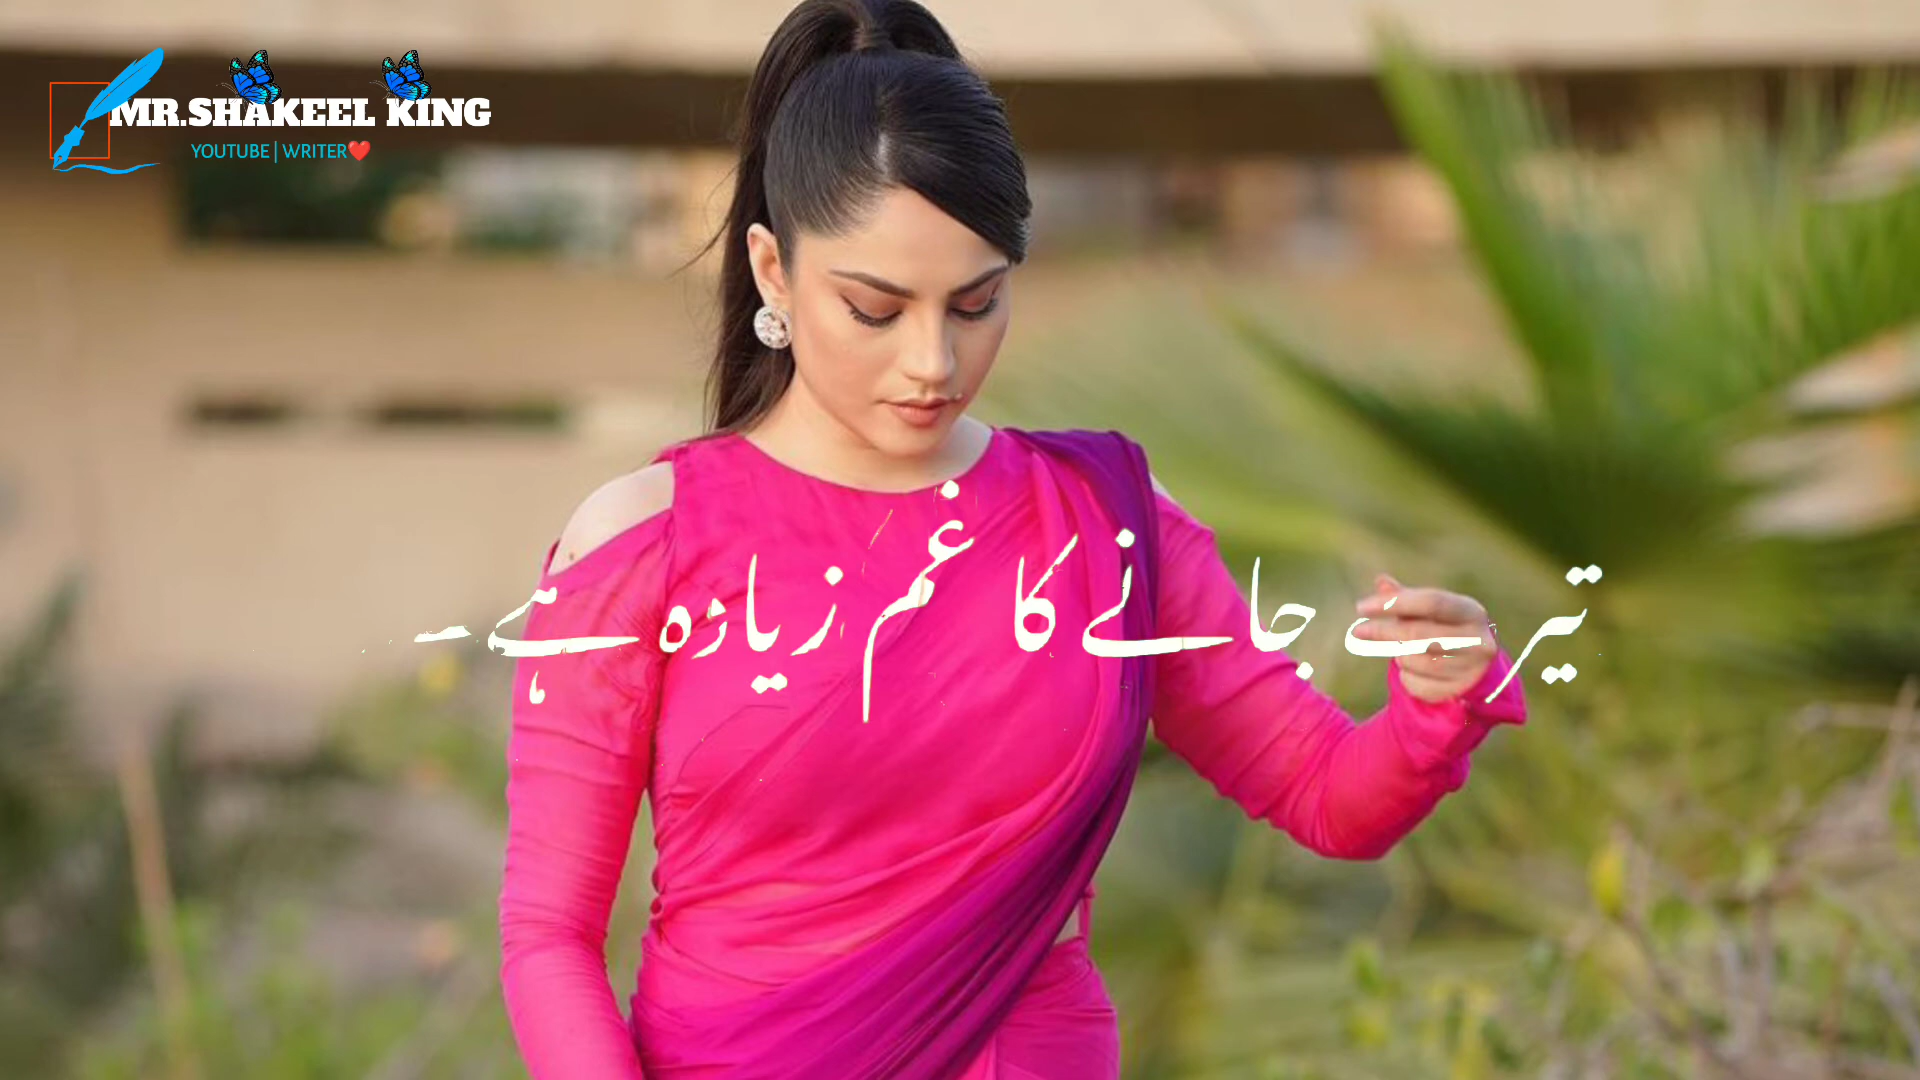 MR.SHAKEEL KING
YOUTUBE | WRITER❤️
تیرے جانے کا غم زیادہ ہے۔